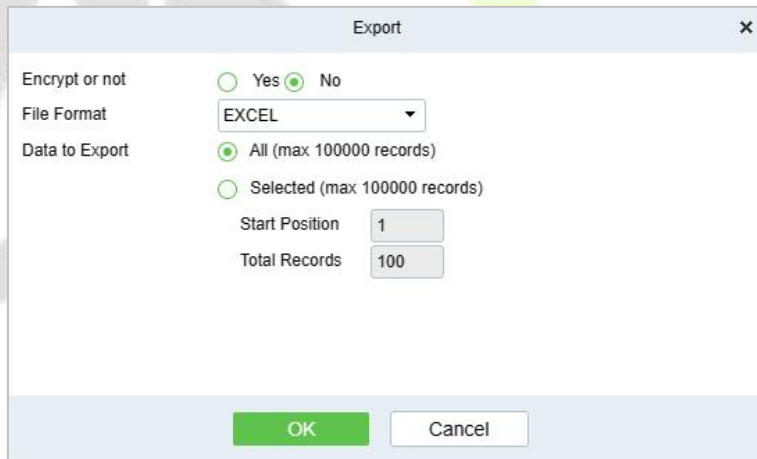 Export
Encrypt or not Yes No
File Format EXCEL
Data to Export All (max 100000 records)
Selected (max 100000 records)
Start Position 1
Total Records 100
OK Cancel